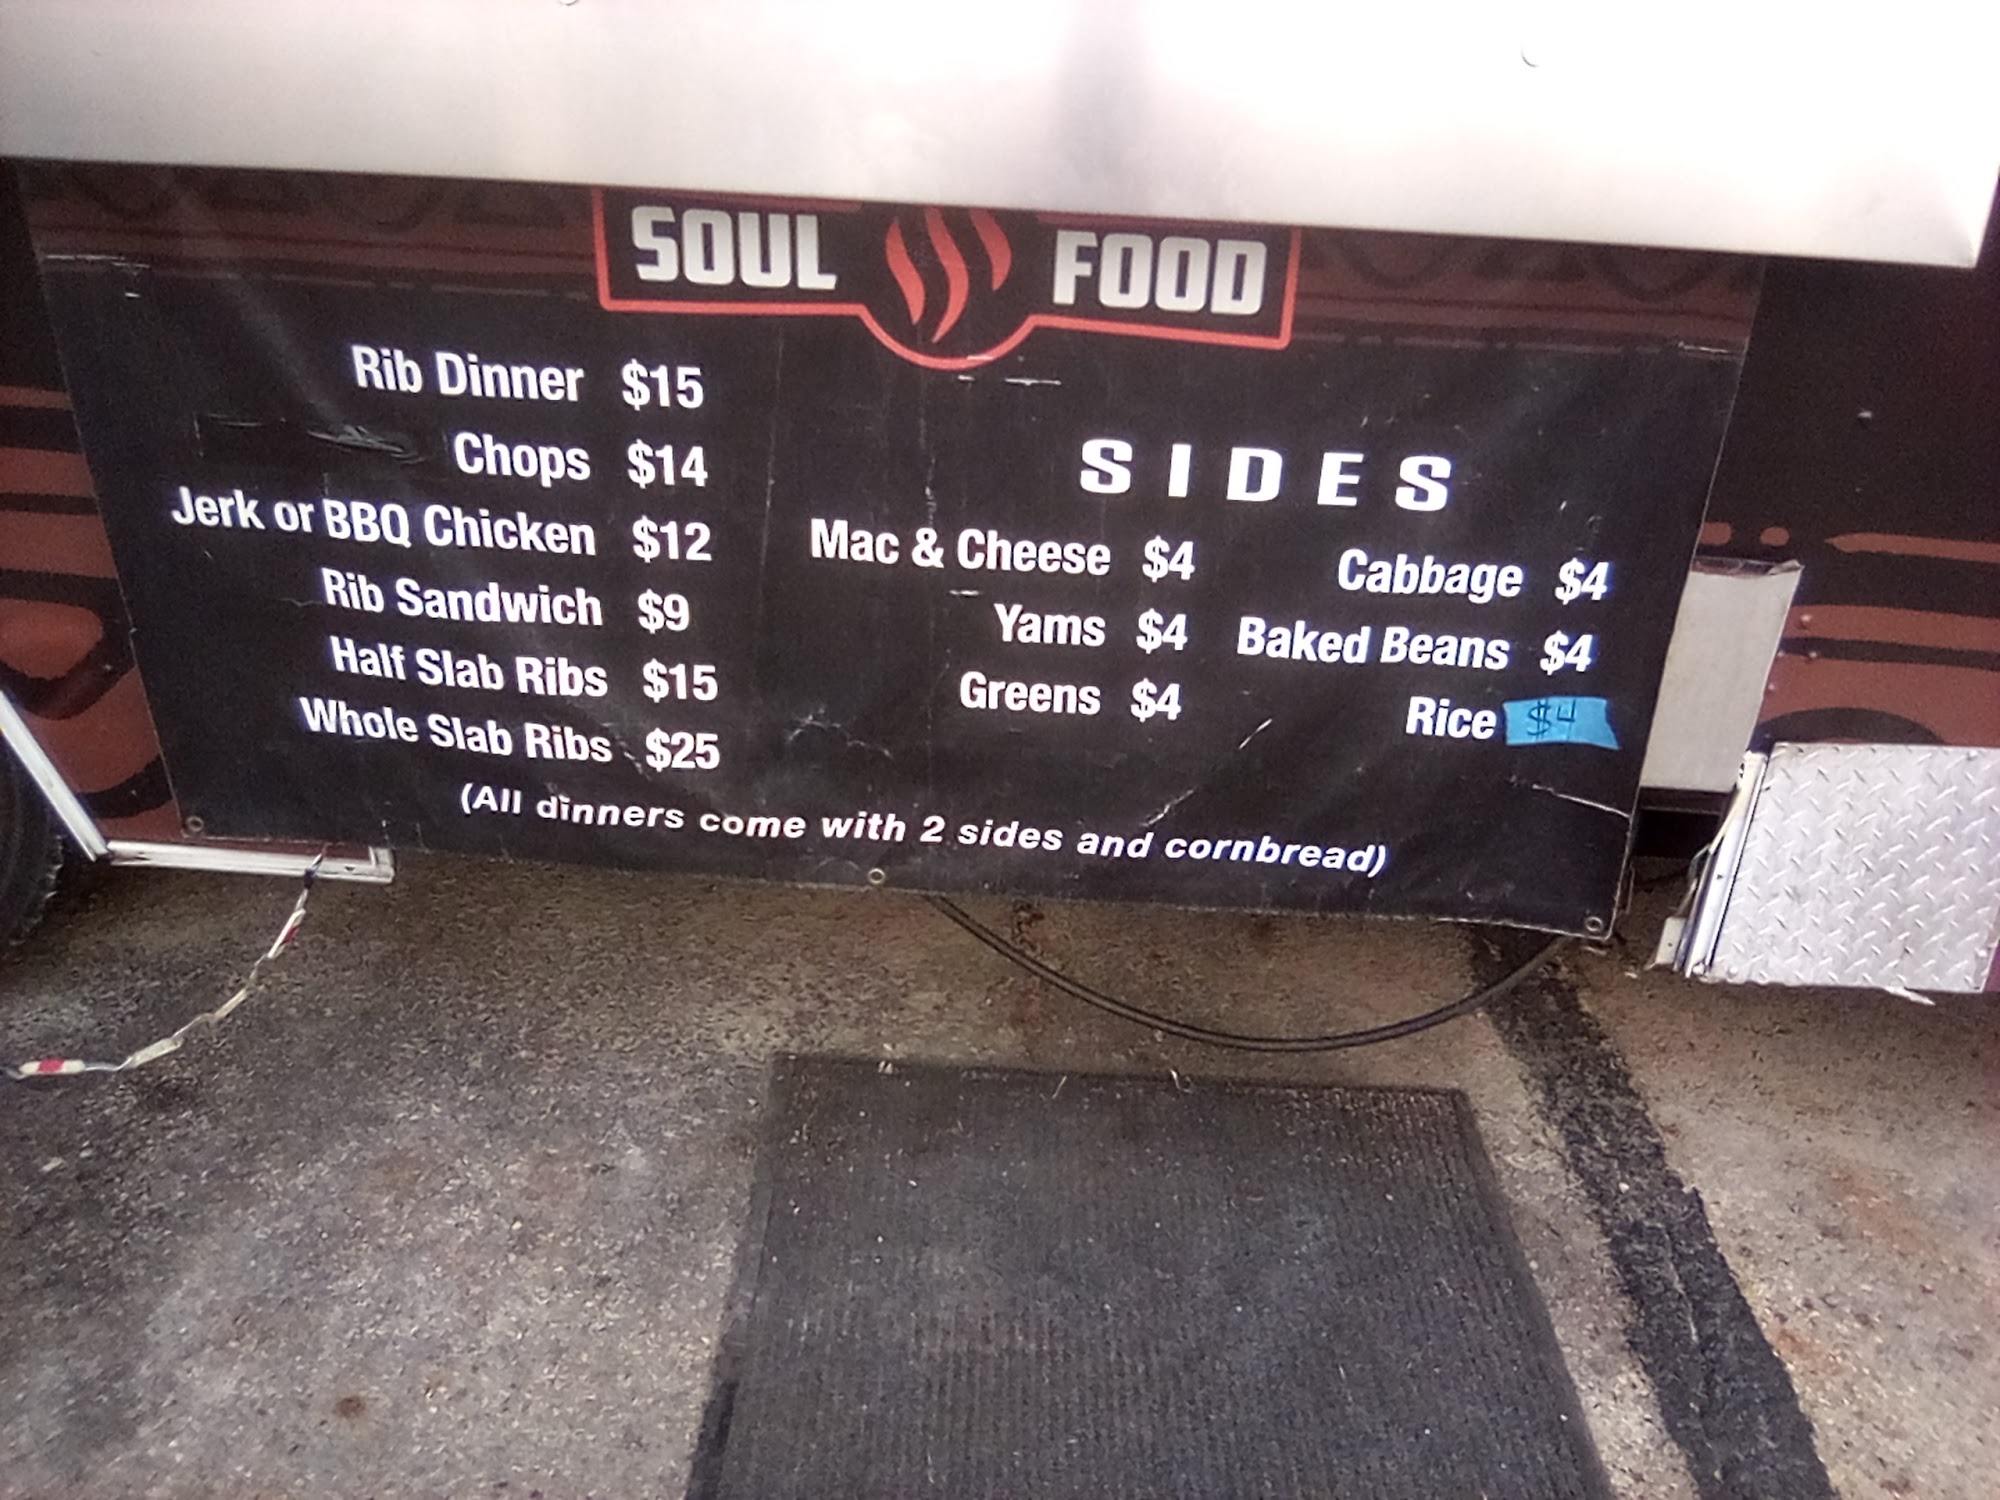 SOUL FOOD
Rib Dinner $15
Chops $14
Jerk or BBQ Chicken $12
Rib Sandwich $9
Half Slab Ribs $15
Whole Slab Ribs $25
SIDES
Mac & Cheese $4
Yams $4
Greens $4
Cabbage $4
Baked Beans $4
Rice $4
(All dinners come with 2 sides and cornbread)